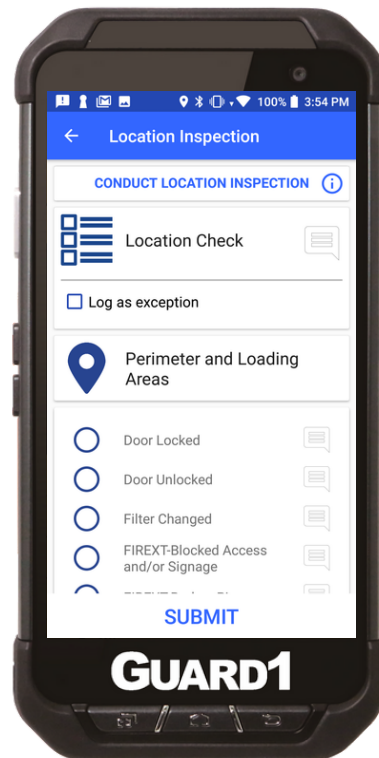 100% 3:54 PM
Location Inspection
CONDUCT LOCATION INSPECTION
Location Check
Log as exception
Perimeter and Loading
Areas
Door Locked
Door Unlocked
Filter Changed
FIREXT-Blocked Access
and/or Signage
SUBMIT
GUARD1